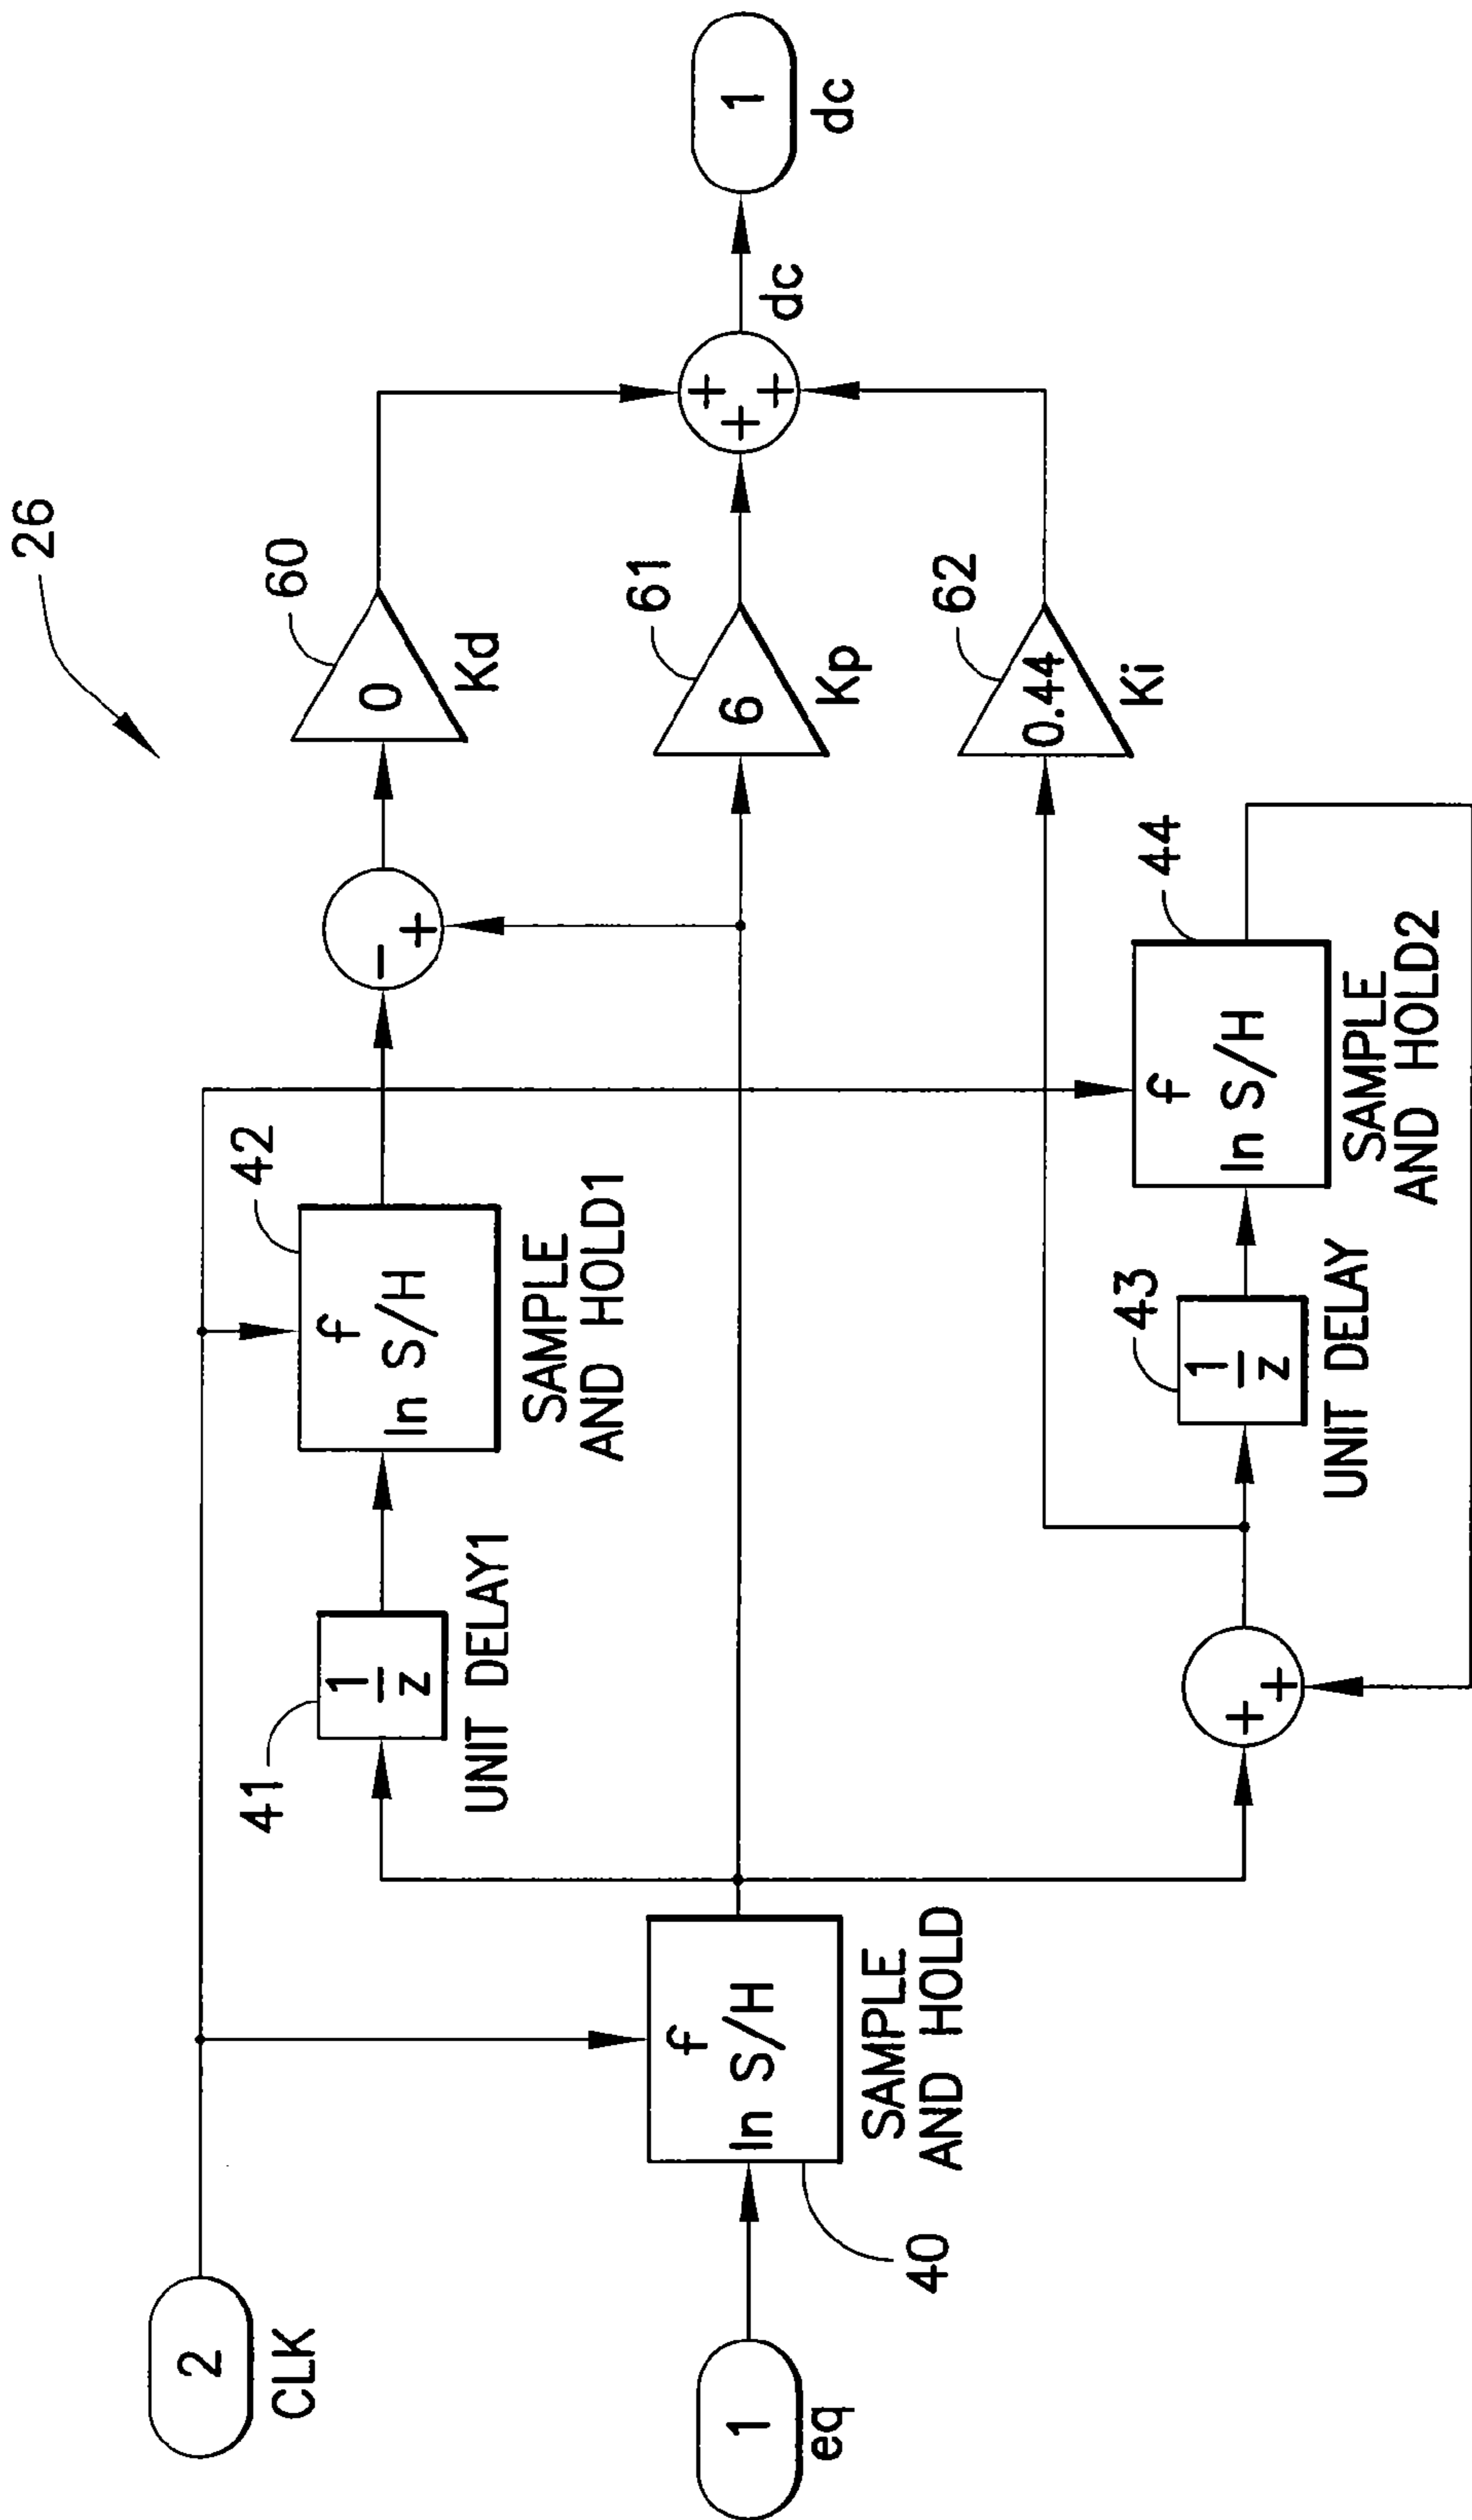 26
2
CLK
41
1
z
UNIT DELAY1
42
f
In S/H
SAMPLE
AND HOLD1
-
+
60
0
Kd
1
eq
40
f
In S/H
SAMPLE
AND HOLD
61
6
Kp
+
+
+
dc
1
dc
62
0.44
Ki
+
+
43
1
z
UNIT DELAY
44
f
In S/H
SAMPLE
AND HOLD2